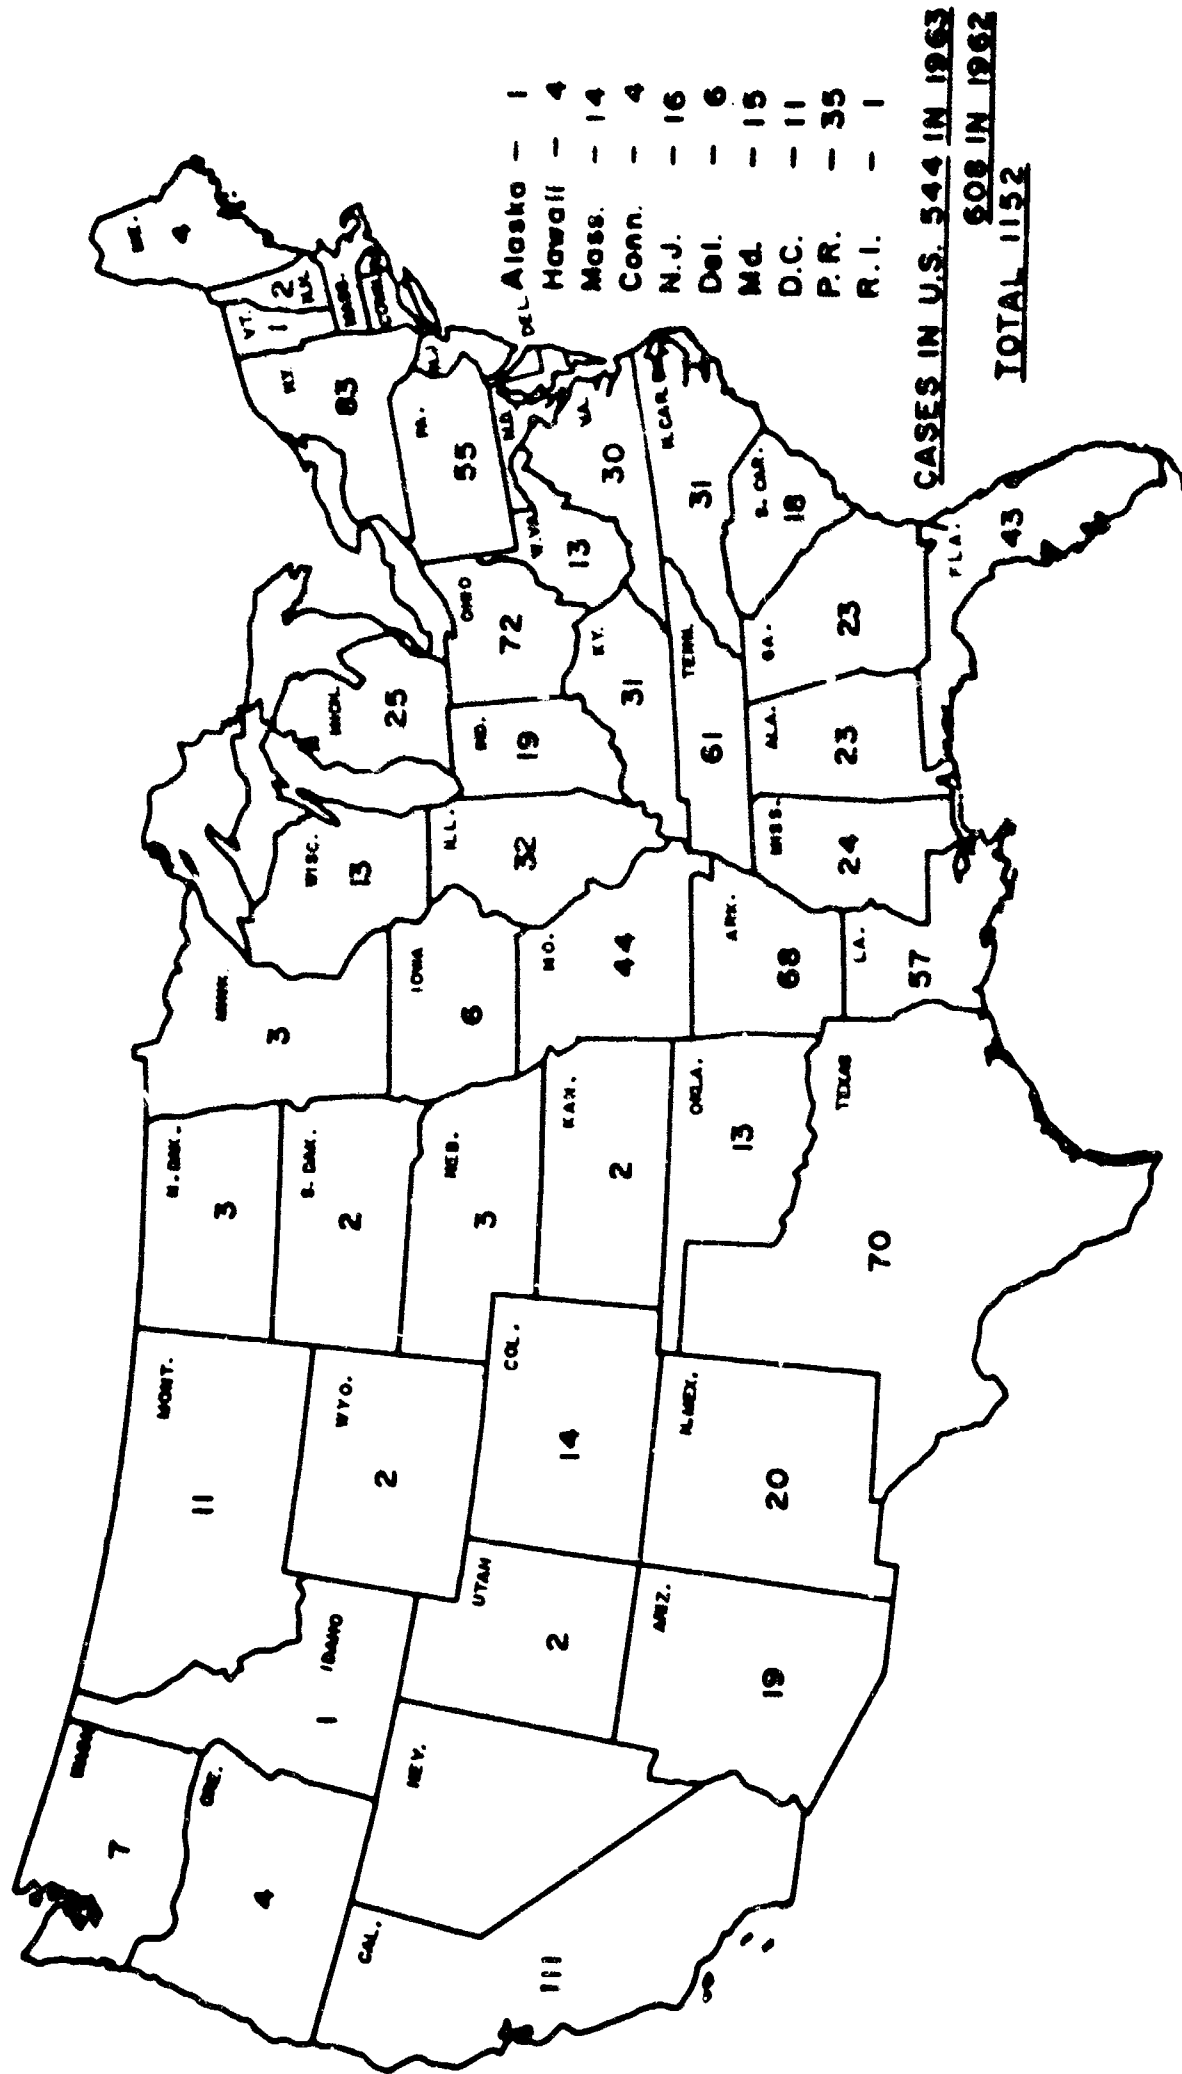 WASH.
7
ORE.
4
CAL.
111
NEV.
IDAHO
1
MONT.
11
WYO.
2
UTAH
2
ARIZ.
19
COL.
14
N. MEX.
20
N. DAK.
3
S. DAK.
2
NEB.
3
KAN.
2
OKLA.
13
TEXAS
70
MINN.
3
IOWA
6
MO.
44
ARK.
68
LA.
57
WISC.
13
ILL.
32
MICH.
25
IND.
19
OHIO
72
KY.
31
TENN.
61
MISS.
24
ALA.
23
GA.
23
FLA.
43
S. CAR.
18
N. CAR.
31
VA.
30
W. VA.
13
MD.
DEL.
PA.
55
N.J.
N.Y.
83
VT.
1
N.H.
2
ME.
4
MASS.
CONN.
Alaska - 1
Hawaii - 4
Mass. - 14
Conn. - 4
N.J. - 16
Del. - 6
Md. - 15
D.C. - 11
P.R. - 35
R.I. - 1
CASES IN U.S. 544 IN 1963
608 IN 1962
TOTAL 1152